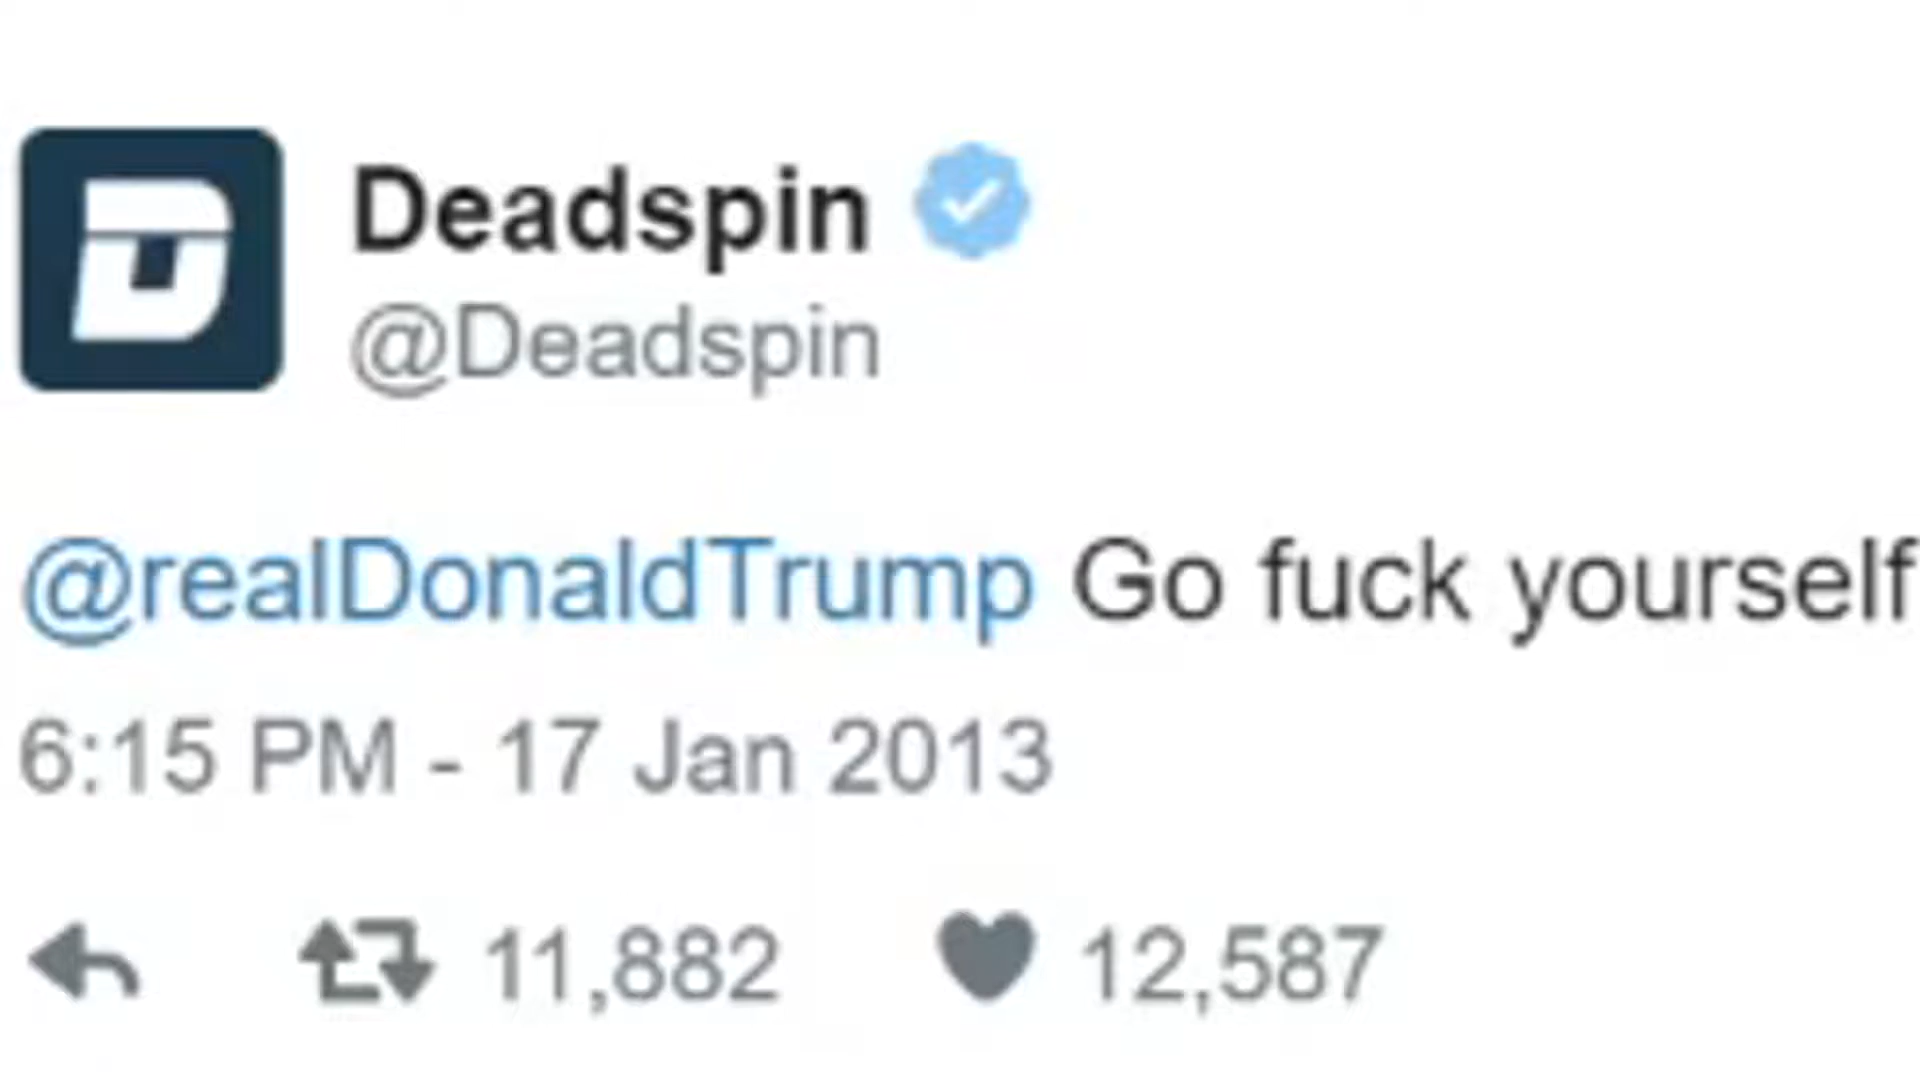 Deadspin
@Deadspin
@realDonaldTrump Go fuck yourself
6:15 PM - 17 Jan 2013
11,882 12,587